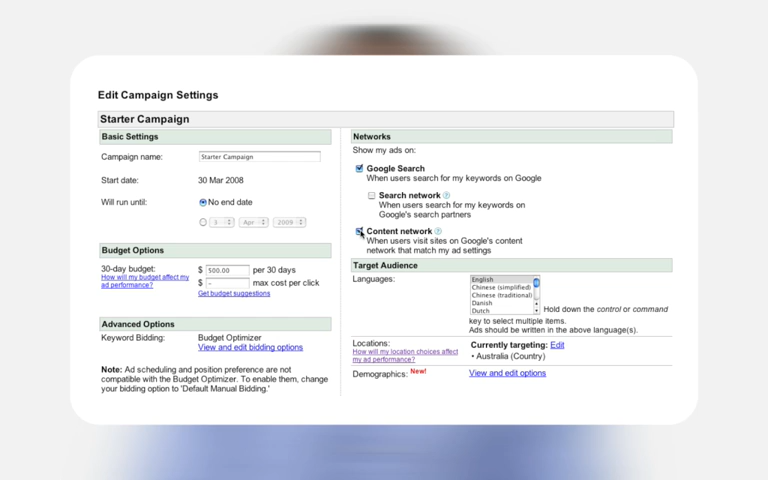 Edit Campaign Settings
Starter Campaign
Basic Settings
Campaign name: Starter Campaign
Start date: 30 Mar 2008
Will run until: No end date
3 Apr 2009
Budget Options
30-day budget: $ 500.00 per 30 days
How will my budget affect my
ad performance?
$ – max cost per click
Get budget suggestions
Advanced Options
Keyword Bidding: Budget Optimizer
View and edit bidding options
Note: Ad scheduling and position preference are not
compatible with the Budget Optimizer. To enable them, change
your bidding option to 'Default Manual Bidding.'
Networks
Show my ads on:
Google Search
When users search for my keywords on Google
Search network ?
When users search for my keywords on
Google's search partners
Content network ?
When users visit sites on Google's content
network that match my ad settings
Target Audience
Languages:
English
Chinese (simplified)
Chinese (traditional)
Danish
Dutch
Hold down the control or command
key to select multiple items.
Ads should be written in the above language(s).
Locations:
How will my location choices affect
my ad performance?
Currently targeting: Edit
• Australia (Country)
Demographics: New!
View and edit options